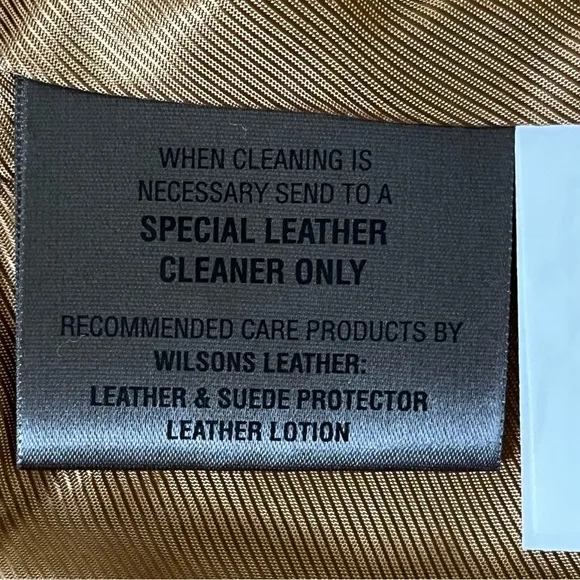 WHEN CLEANING IS
NECESSARY SEND TO A
SPECIAL LEATHER
CLEANER ONLY
RECOMMENDED CARE PRODUCTS BY
WILSONS LEATHER:
LEATHER & SUEDE PROTECTOR
LEATHER LOTION